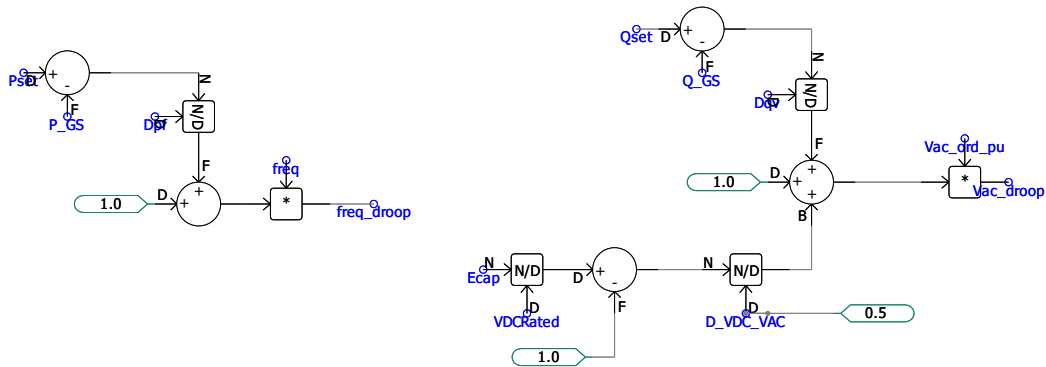 Pset
D
+
-
F
P_GS
N
N/D
Dpf
D
F
+
1.0
D
+
freq
*
freq_droop
Qset
D
+
-
F
Q_GS
N
N/D
Dqv
D
F
+
1.0
D
+
+
B
Vac_ord_pu
*
Vac_droop
Ecap
N
N/D
D
VDCRated
D
+
-
F
1.0
N
N/D
D
D_VDC_VAC
0.5